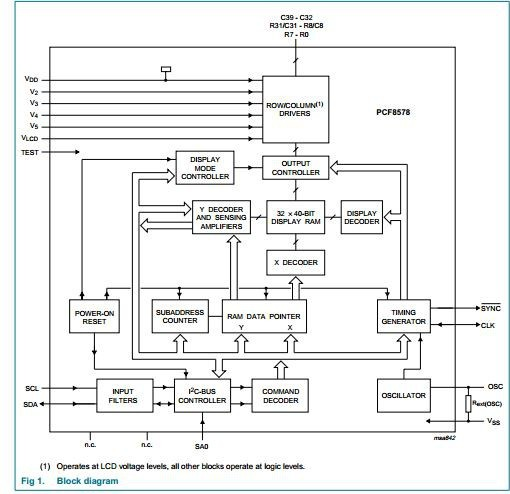 C39 - C32
R31/C31 - R8/C8
R7 - R0
VDD
V2
V3
V4
V5
VLCD
TEST
ROW/COLUMN(1)
DRIVERS
PCF8578
DISPLAY
MODE
CONTROLLER
OUTPUT
CONTROLLER
Y DECODER
AND SENSING
AMPLIFIERS
32 x 40-BIT
DISPLAY RAM
DISPLAY
DECODER
X DECODER
POWER-ON
RESET
SUBADDRESS
COUNTER
RAM DATA POINTER
Y X
TIMING
GENERATOR
SYNC
CLK
SCL
SDA
INPUT
FILTERS
I2C-BUS
CONTROLLER
COMMAND
DECODER
OSCILLATOR
OSC
Rext(OSC)
VSS
n.c.
n.c.
SA0
msa842
(1) Operates at LCD voltage levels, all other blocks operate at logic levels.
Fig 1. Block diagram